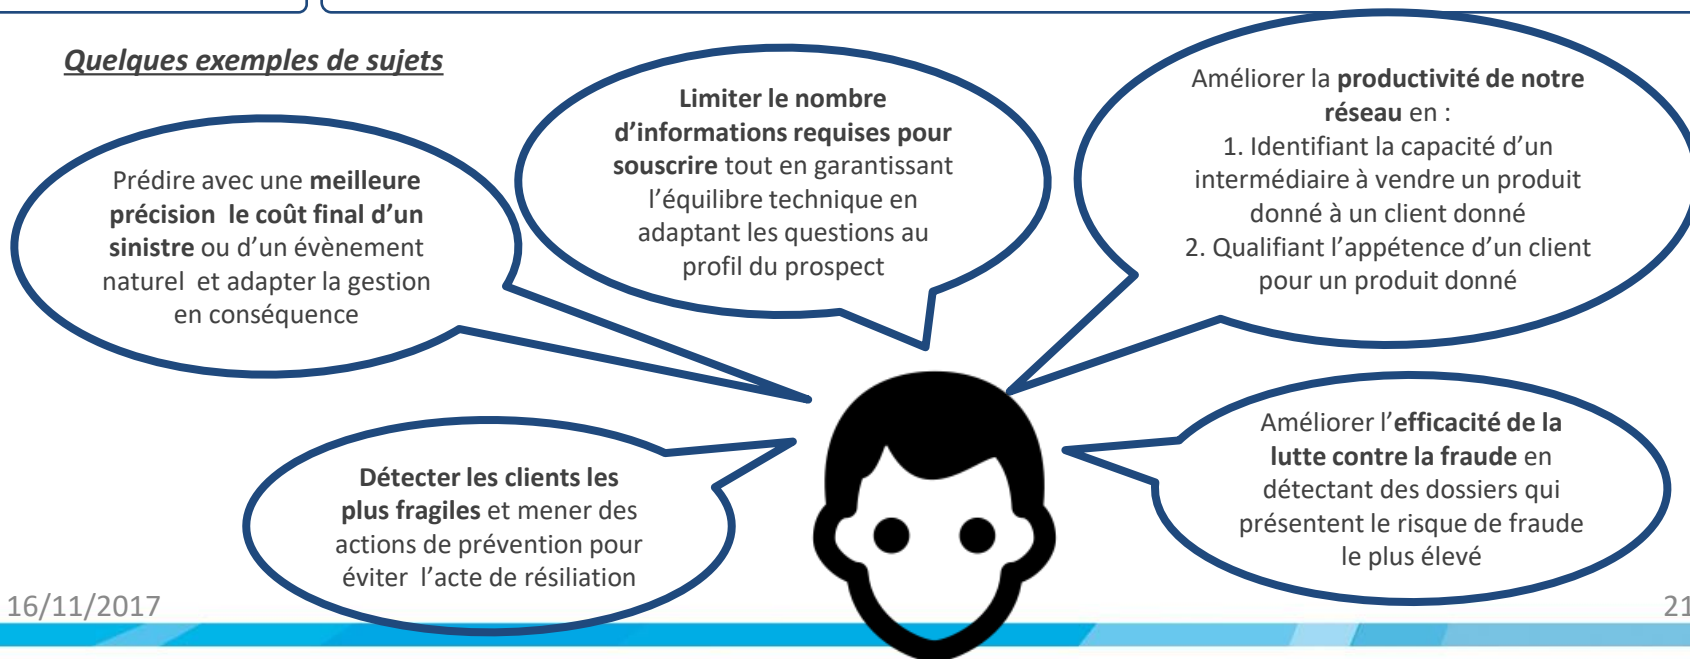 Quelques exemples de sujets
Prédire avec une meilleure
précision le coût final d’un
sinistre ou d’un évènement
naturel et adapter la gestion
en conséquence
Limiter le nombre
d’informations requises pour
souscrire tout en garantissant
l’équilibre technique en
adaptant les questions au
profil du prospect
Améliorer la productivité de notre
réseau en :
1. Identifiant la capacité d’un
intermédiaire à vendre un produit
donné à un client donné
2. Qualifiant l’appétence d’un client
pour un produit donné
Détecter les clients les
plus fragiles et mener des
actions de prévention pour
éviter l’acte de résiliation
Améliorer l’efficacité de la
lutte contre la fraude en
détectant des dossiers qui
présentent le risque de fraude
le plus élevé
16/11/2017
21